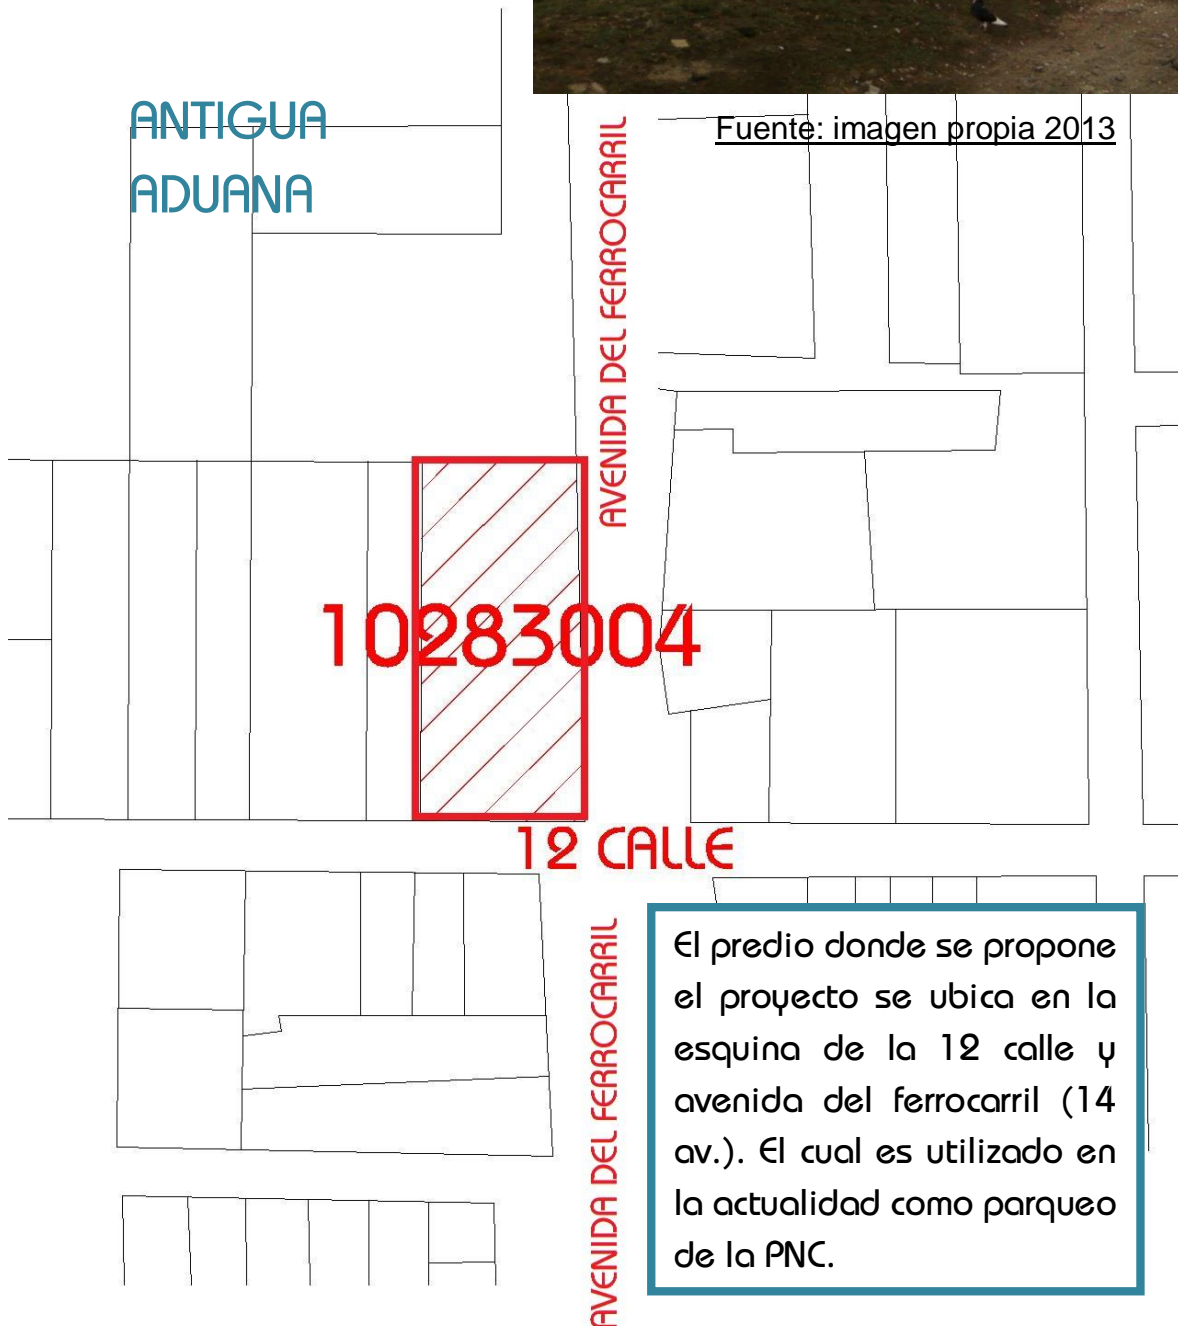 Fuente: imagen propia 2013
ANTIGUA
ADUANA
AVENIDA DEL FERROCARRIL
10283004
12 CALLE
AVENIDA DEL FERROCARRIL
El predio donde se propone
el proyecto se ubica en la
esquina de la 12 calle y
avenida del ferrocarril (14
av.). El cual es utilizado en
la actualidad como parqueo
de la PNC.